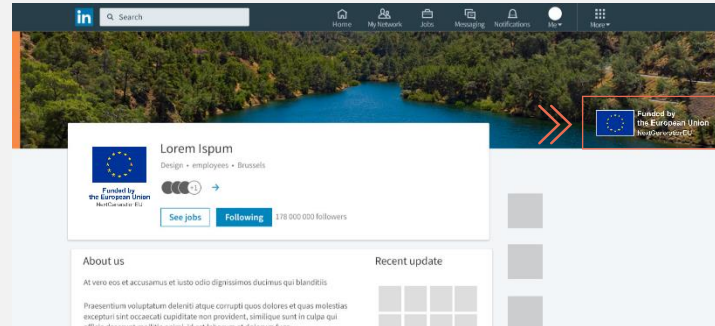 in
Search
Home
My Network
Jobs
Messaging
Notifications
Me
More
Funded by
the European Union
NextGenerationEU
Lorem Ispum
Design • employees • Brussels
+1
Funded by
the European Union
NextGeneration EU
See jobs
Following
178 000 000 followers
About us
Recent update
At vero eos et accusamus et iusto odio dignissimos ducimus qui blanditiis
Praesentium voluptatum deleniti atque corrupti quos dolores et quas molestias
excepturi sint occaecati cupiditate non provident, similique sunt in culpa qui